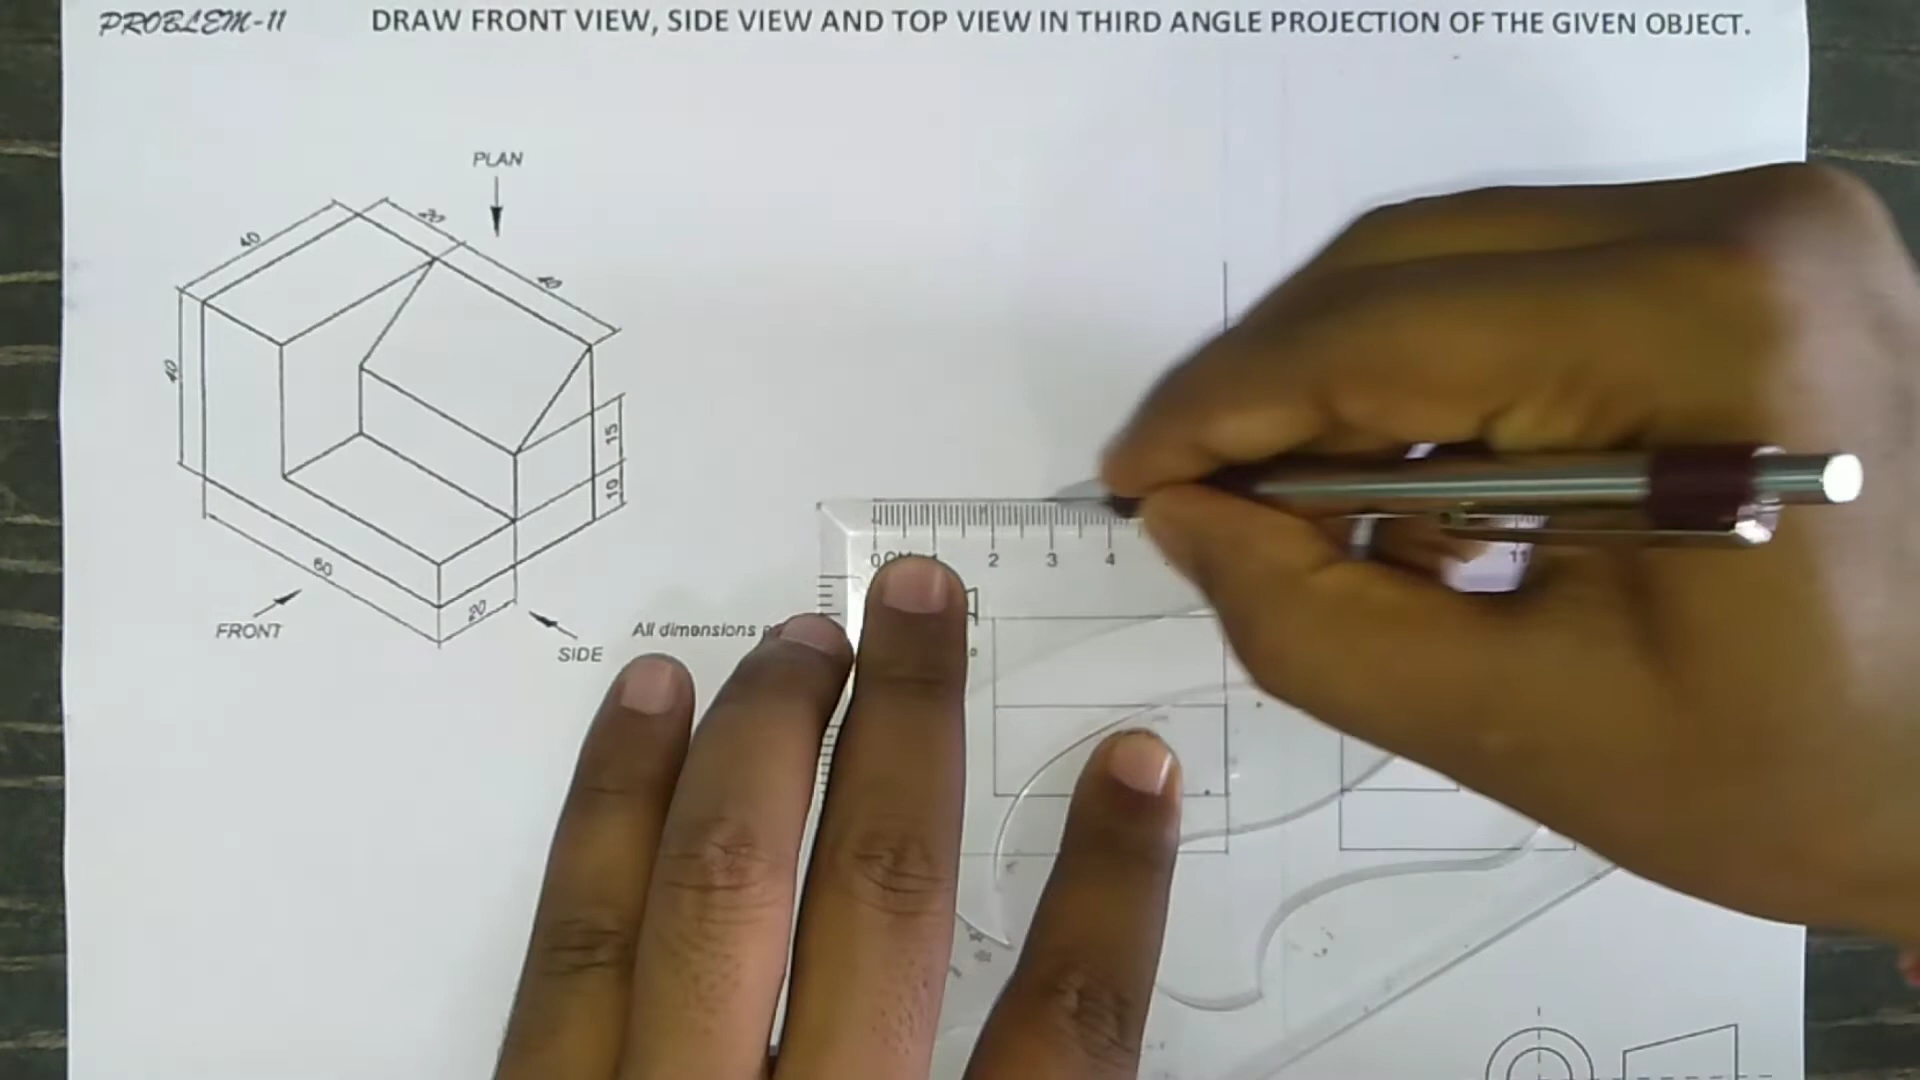 PROBLEM-11 DRAW FRONT VIEW, SIDE VIEW AND TOP VIEW IN THIRD ANGLE PROJECTION OF THE GIVEN OBJECT.
PLAN
40
40
40
15
10
60
20
FRONT
SIDE
All dimensions
0 CM 1 2 3 4 11